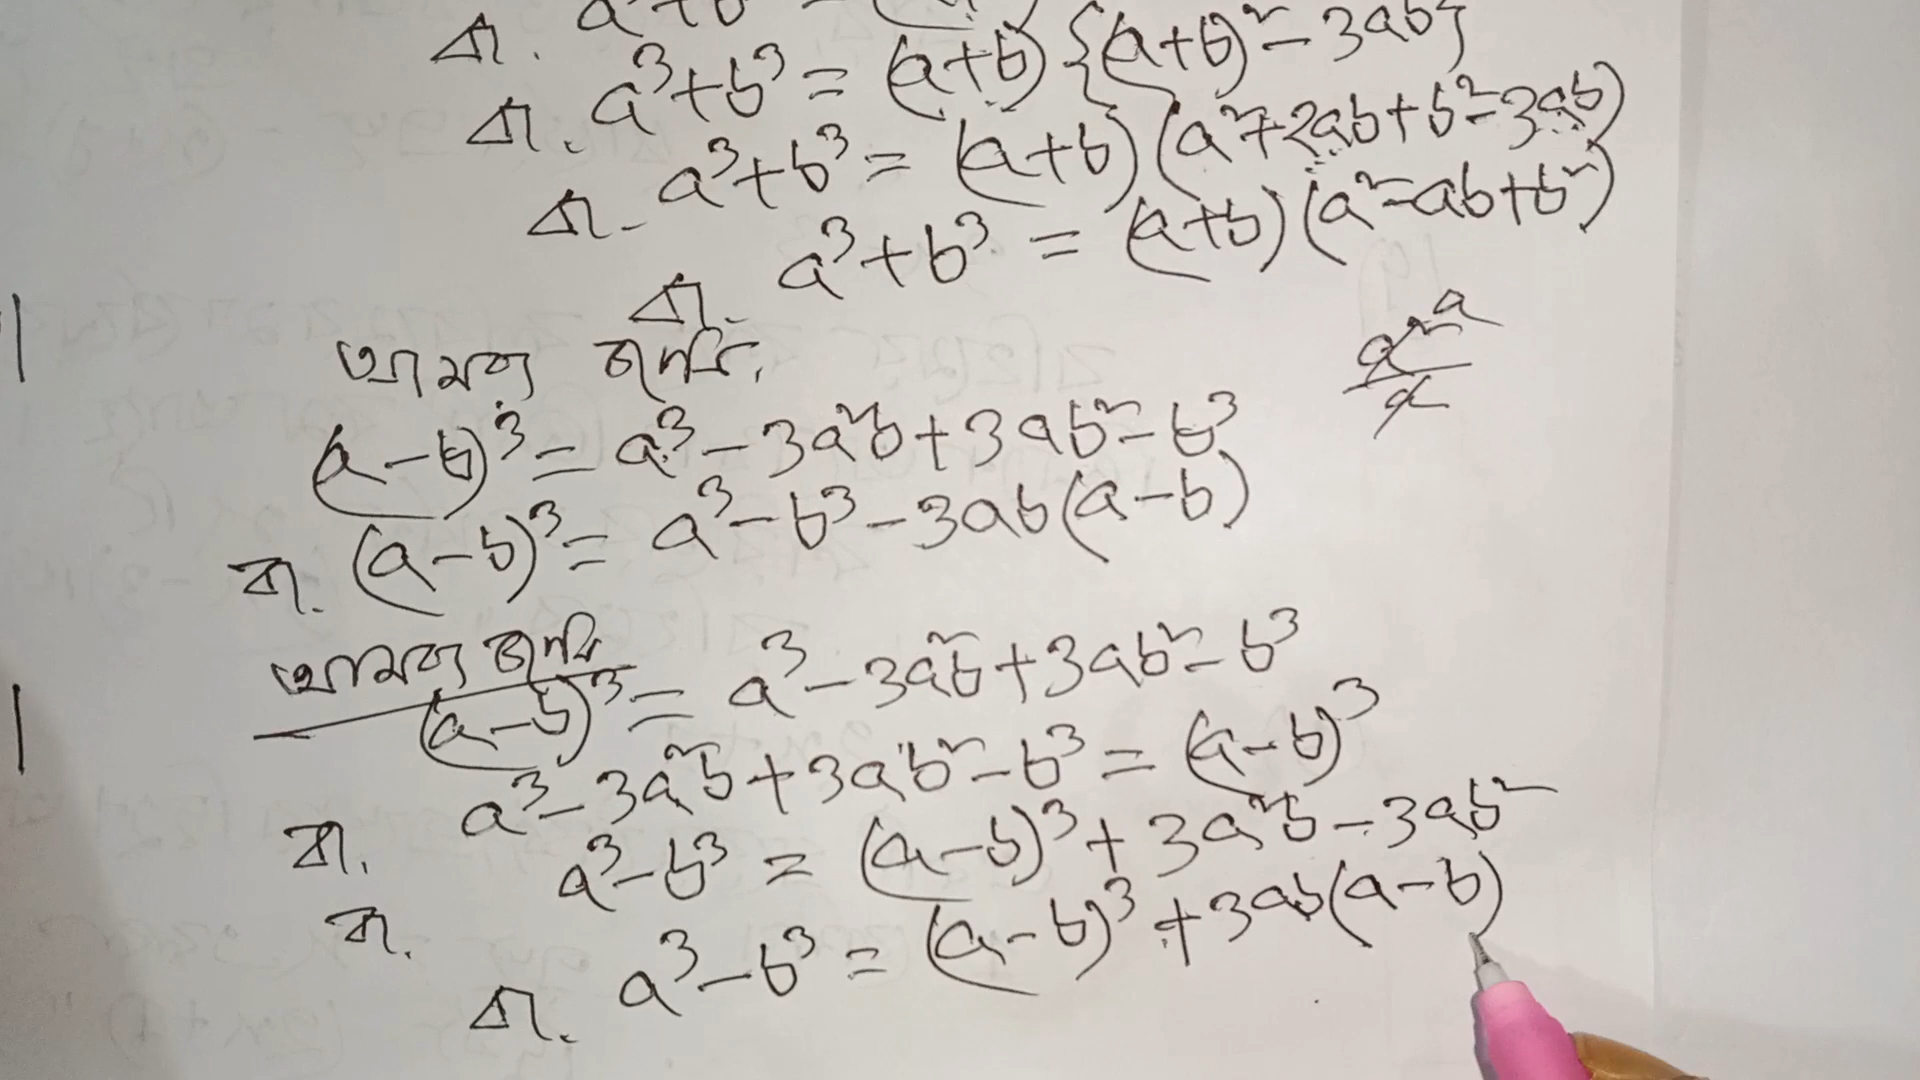 বা. a³+b³ =
বা. a³+b³ = (a+b){(a+b)²-3ab}
বা. a³+b³ = (a+b)(a²+2ab+b²-3ab)
বা. a³+b³ = (a+b)(a²-ab+b²)
আমরা জানি,
(a-b)³ = a³-3a²b+3ab²-b³
বা. (a-b)³ = a³-b³-3ab(a-b)
আমরা জানি
(a-b)³ = a³-3a²b+3ab²-b³
বা. a³-3a²b+3ab²-b³ = (a-b)³
বা. a³-b³ = (a-b)³+3a²b-3ab²
বা. a³-b³ = (a-b)³+3ab(a-b)